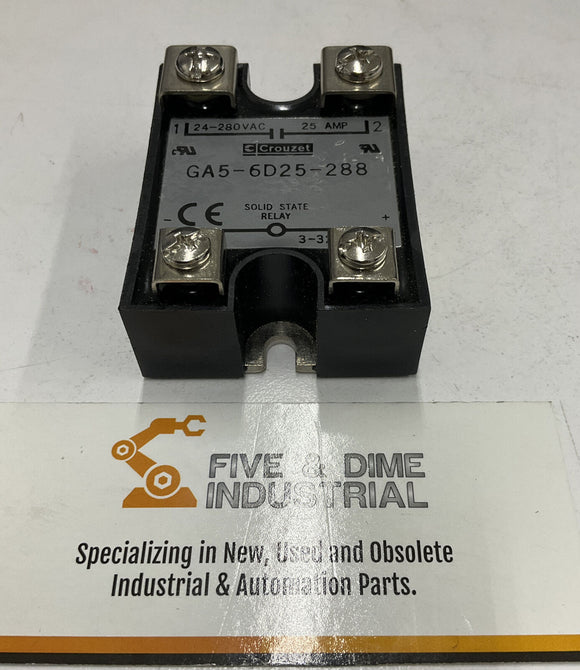 1 24-280VAC 25 AMP 2
Crouzet
GA5-6D25-288
CE
SOLID STATE
RELAY
- +
FIVE & DIME
INDUSTRIAL
Specializing in New, Used and Obsolete
Industrial & Automation Parts.